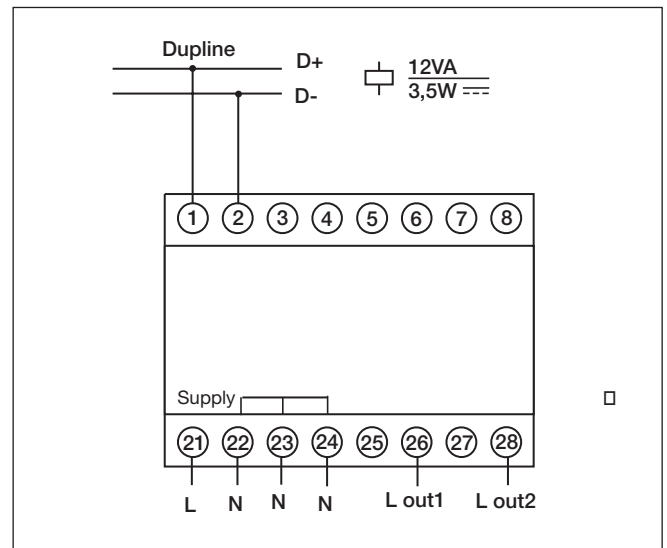 Dupline
D+
D-
12VA
3,5W
1 2 3 4 5 6 7 8
Supply
21 22 23 24 25 26 27 28
L N N N L out1 L out2